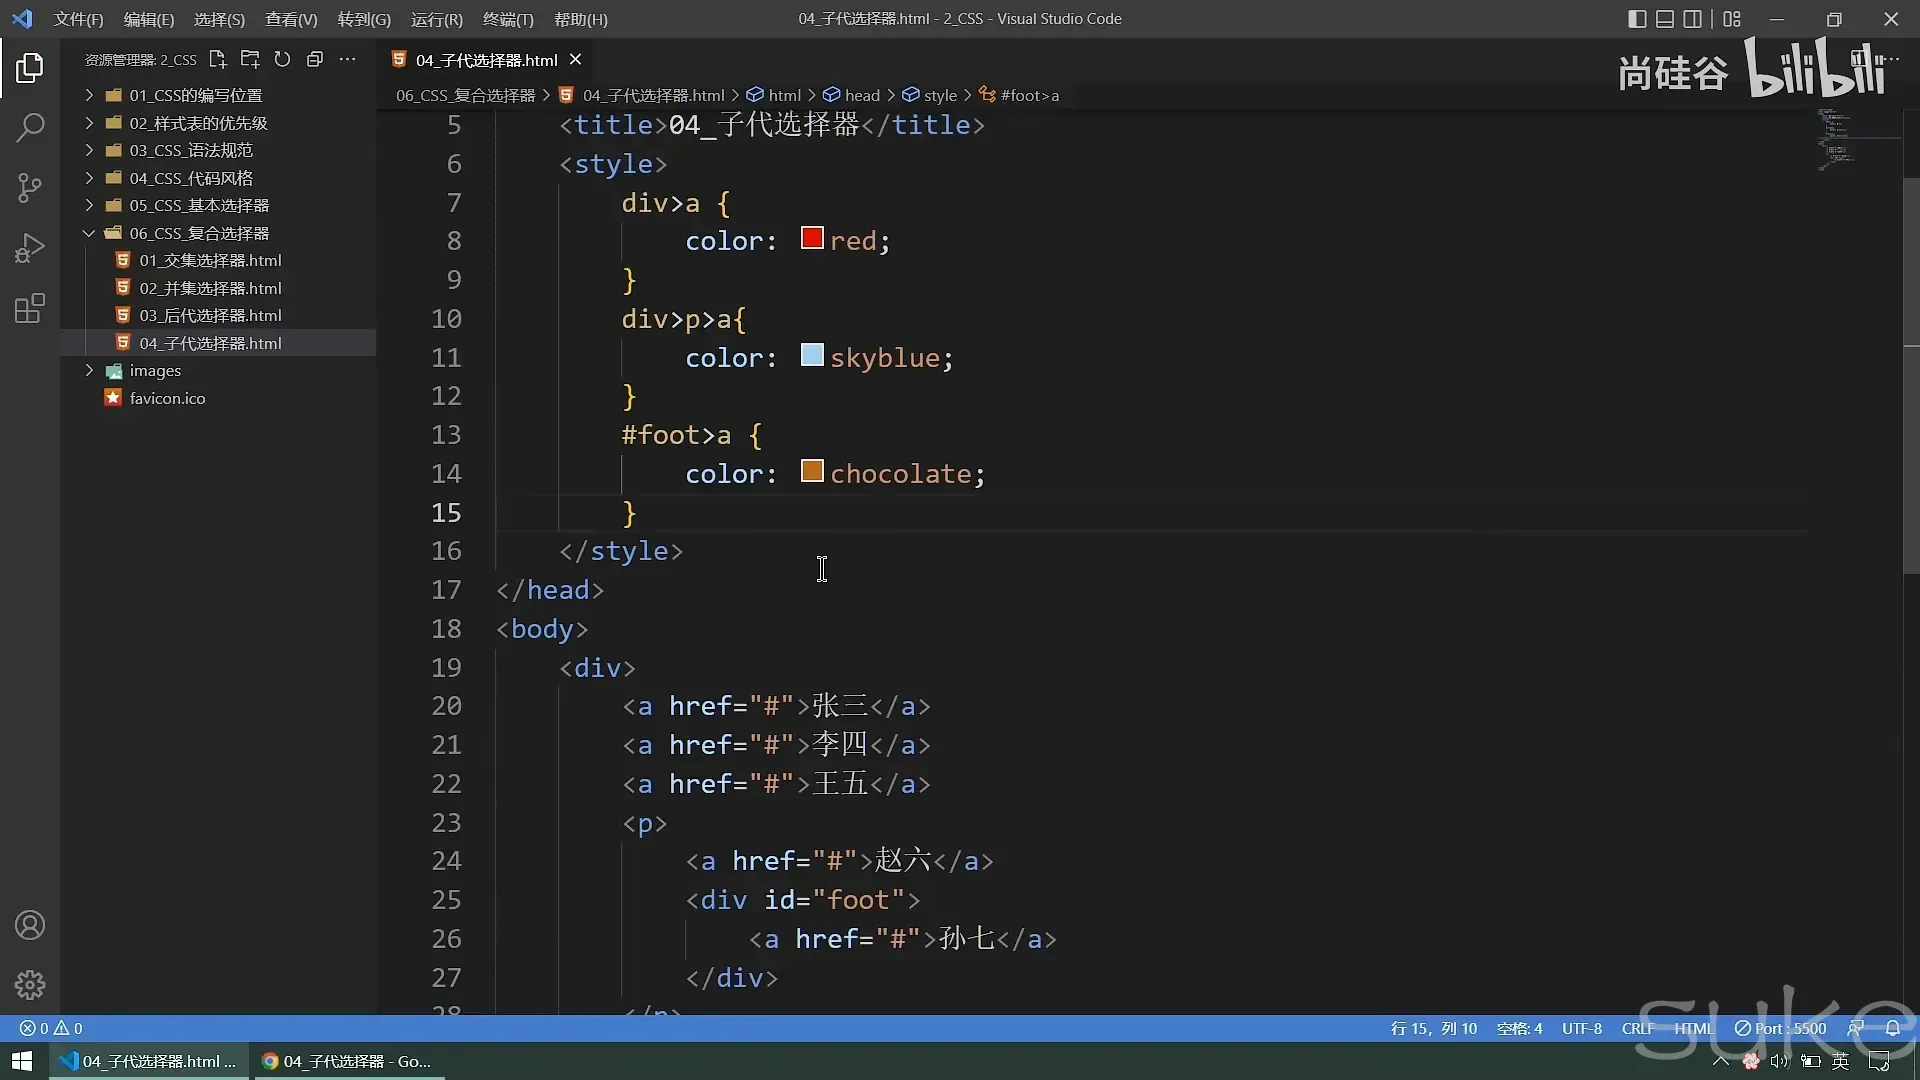 文件(F) 编辑(E) 选择(S) 查看(V) 转到(G) 运行(R) 终端(T) 帮助(H) 04_子代选择器.html - 2_CSS - Visual Studio Code
资源管理器: 2_CSS
04_子代选择器.html
尚硅谷 bilibili
01_CSS的编写位置
02_样式表的优先级
03_CSS_语法规范
04_CSS_代码风格
05_CSS_基本选择器
06_CSS_复合选择器
01_交集选择器.html
02_并集选择器.html
03_后代选择器.html
04_子代选择器.html
images
favicon.ico
06_CSS_复合选择器 > 04_子代选择器.html > html > head > style > #foot>a
5 <title>04_子代选择器</title>
6 <style>
7 div>a {
8 color: red;
9 }
10 div>p>a{
11 color: skyblue;
12 }
13 #foot>a {
14 color: chocolate;
15 }
16 </style>
17 </head>
18 <body>
19 <div>
20 <a href="#">张三</a>
21 <a href="#">李四</a>
22 <a href="#">王五</a>
23 <p>
24 <a href="#">赵六</a>
25 <div id="foot">
26 <a href="#">孙七</a>
27 </div>
28 </p>
suke
0 0 行 15，列 10 空格: 4 UTF-8 CRLF HTML Port : 5500
04_子代选择器.html ... 04_子代选择器 - Go... 英